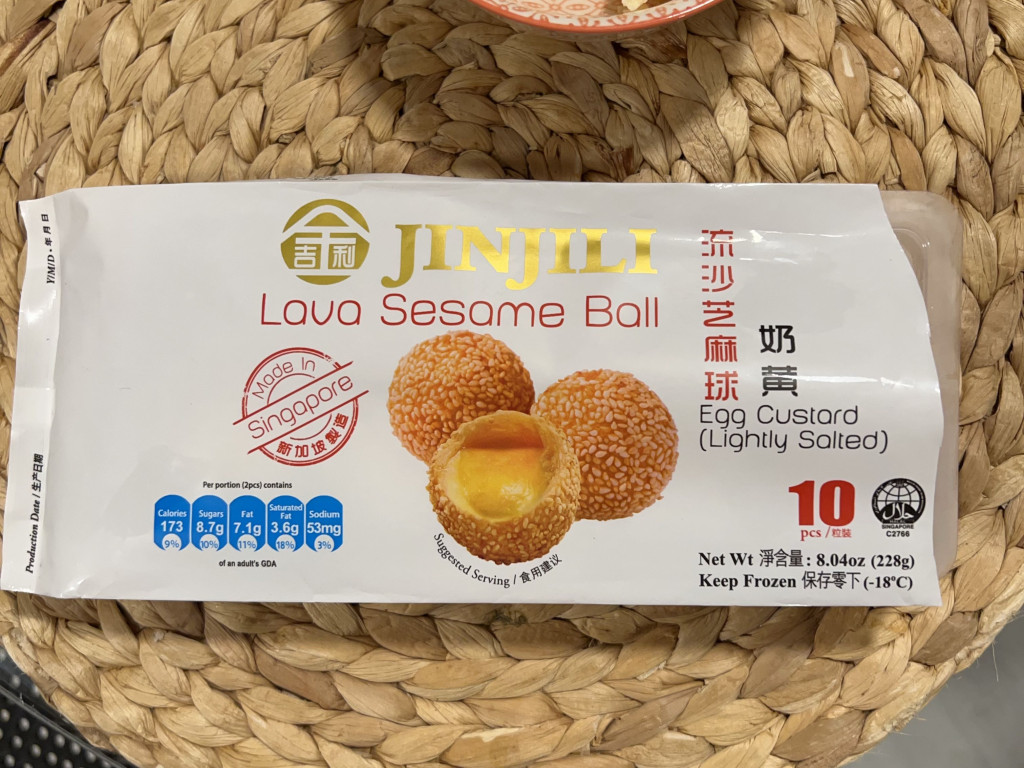 Y/M/D • 年 月 日
Production Date / 生产日期
金
吉利
JINJILI
Lava Sesame Ball
流沙芝麻球
奶黄
Egg Custard
(Lightly Salted)
Made In
Singapore
新加坡製造
Per portion (2pcs) contains
Calories 173 9%
Sugars 8.7g 10%
Fat 7.1g 11%
Saturated Fat 3.6g 18%
Sodium 53mg 3%
of an adult's GDA
Suggested Serving / 食用建议
10
pcs / 粒装
SINGAPORE
C2766
Net Wt 淨含量 : 8.04oz (228g)
Keep Frozen 保存零下 (-18ºC)